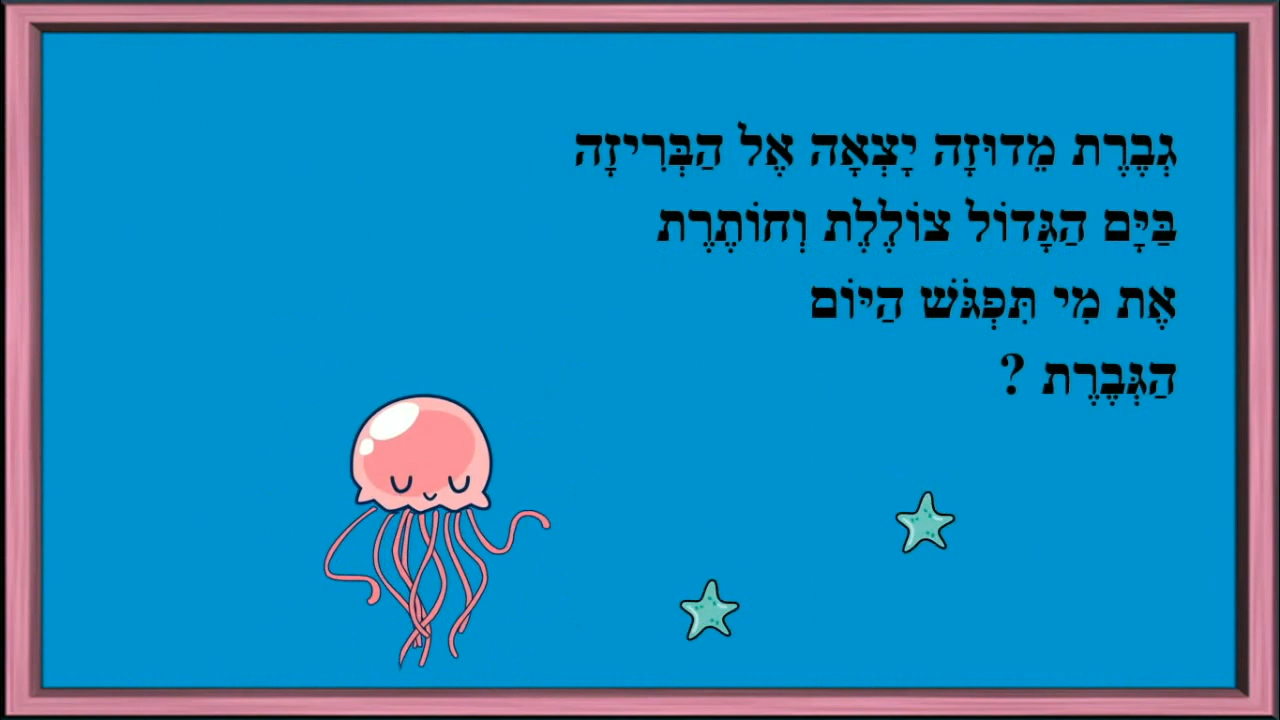 גְּבֶרֶת מֵדוּזָה יָצְאָה אֶל הַבְּרִיזָה
בַּיָּם הַגָּדוֹל צוֹלֶלֶת וְחוֹתֶרֶת
אֶת מִי תִּפְגֹּשׁ הַיּוֹם
הַגְּבֶרֶת ?